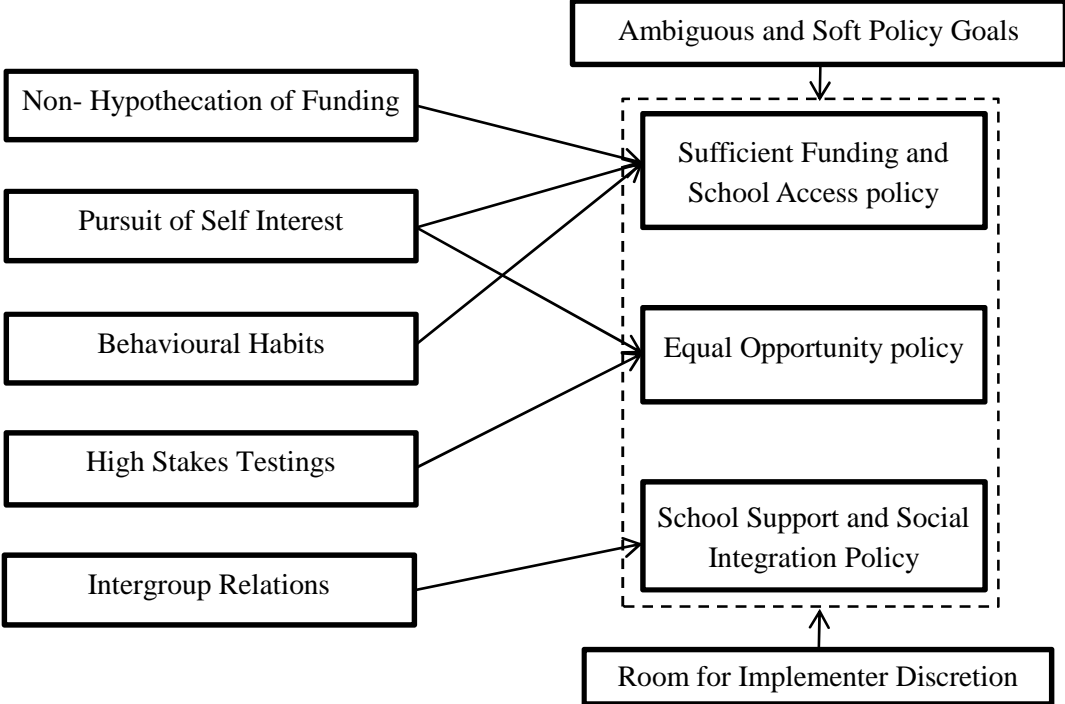 Ambiguous and Soft Policy Goals
Non- Hypothecation of Funding
Pursuit of Self Interest
Behavioural Habits
High Stakes Testings
Intergroup Relations
Sufficient Funding and
School Access policy
Equal Opportunity policy
School Support and Social
Integration Policy
Room for Implementer Discretion